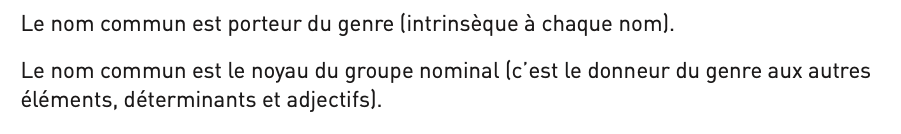 Le nom commun est porteur du genre (intrinsèque à chaque nom).
Le nom commun est le noyau du groupe nominal (c’est le donneur du genre aux autres
éléments, déterminants et adjectifs).